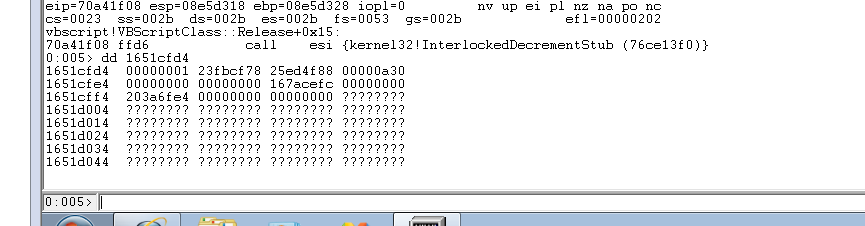 eip=70a41f08 esp=08e5d318 ebp=08e5d328 iopl=0 nv up ei pl nz na po nc
cs=0023 ss=002b ds=002b es=002b fs=0053 gs=002b efl=00000202
vbscript!VBScriptClass::Release+0x15:
70a41f08 ffd6 call esi {kernel32!InterlockedDecrementStub (76ce13f0)}
0:005> dd 1651cfd4
1651cfd4 00000001 23fbcf78 25ed4f88 00000a30
1651cfe4 00000000 00000000 167acefc 00000000
1651cff4 203a6fe4 00000000 00000000 ????????
1651d004 ???????? ???????? ???????? ????????
1651d014 ???????? ???????? ???????? ????????
1651d024 ???????? ???????? ???????? ????????
1651d034 ???????? ???????? ???????? ????????
1651d044 ???????? ???????? ???????? ????????
0:005>